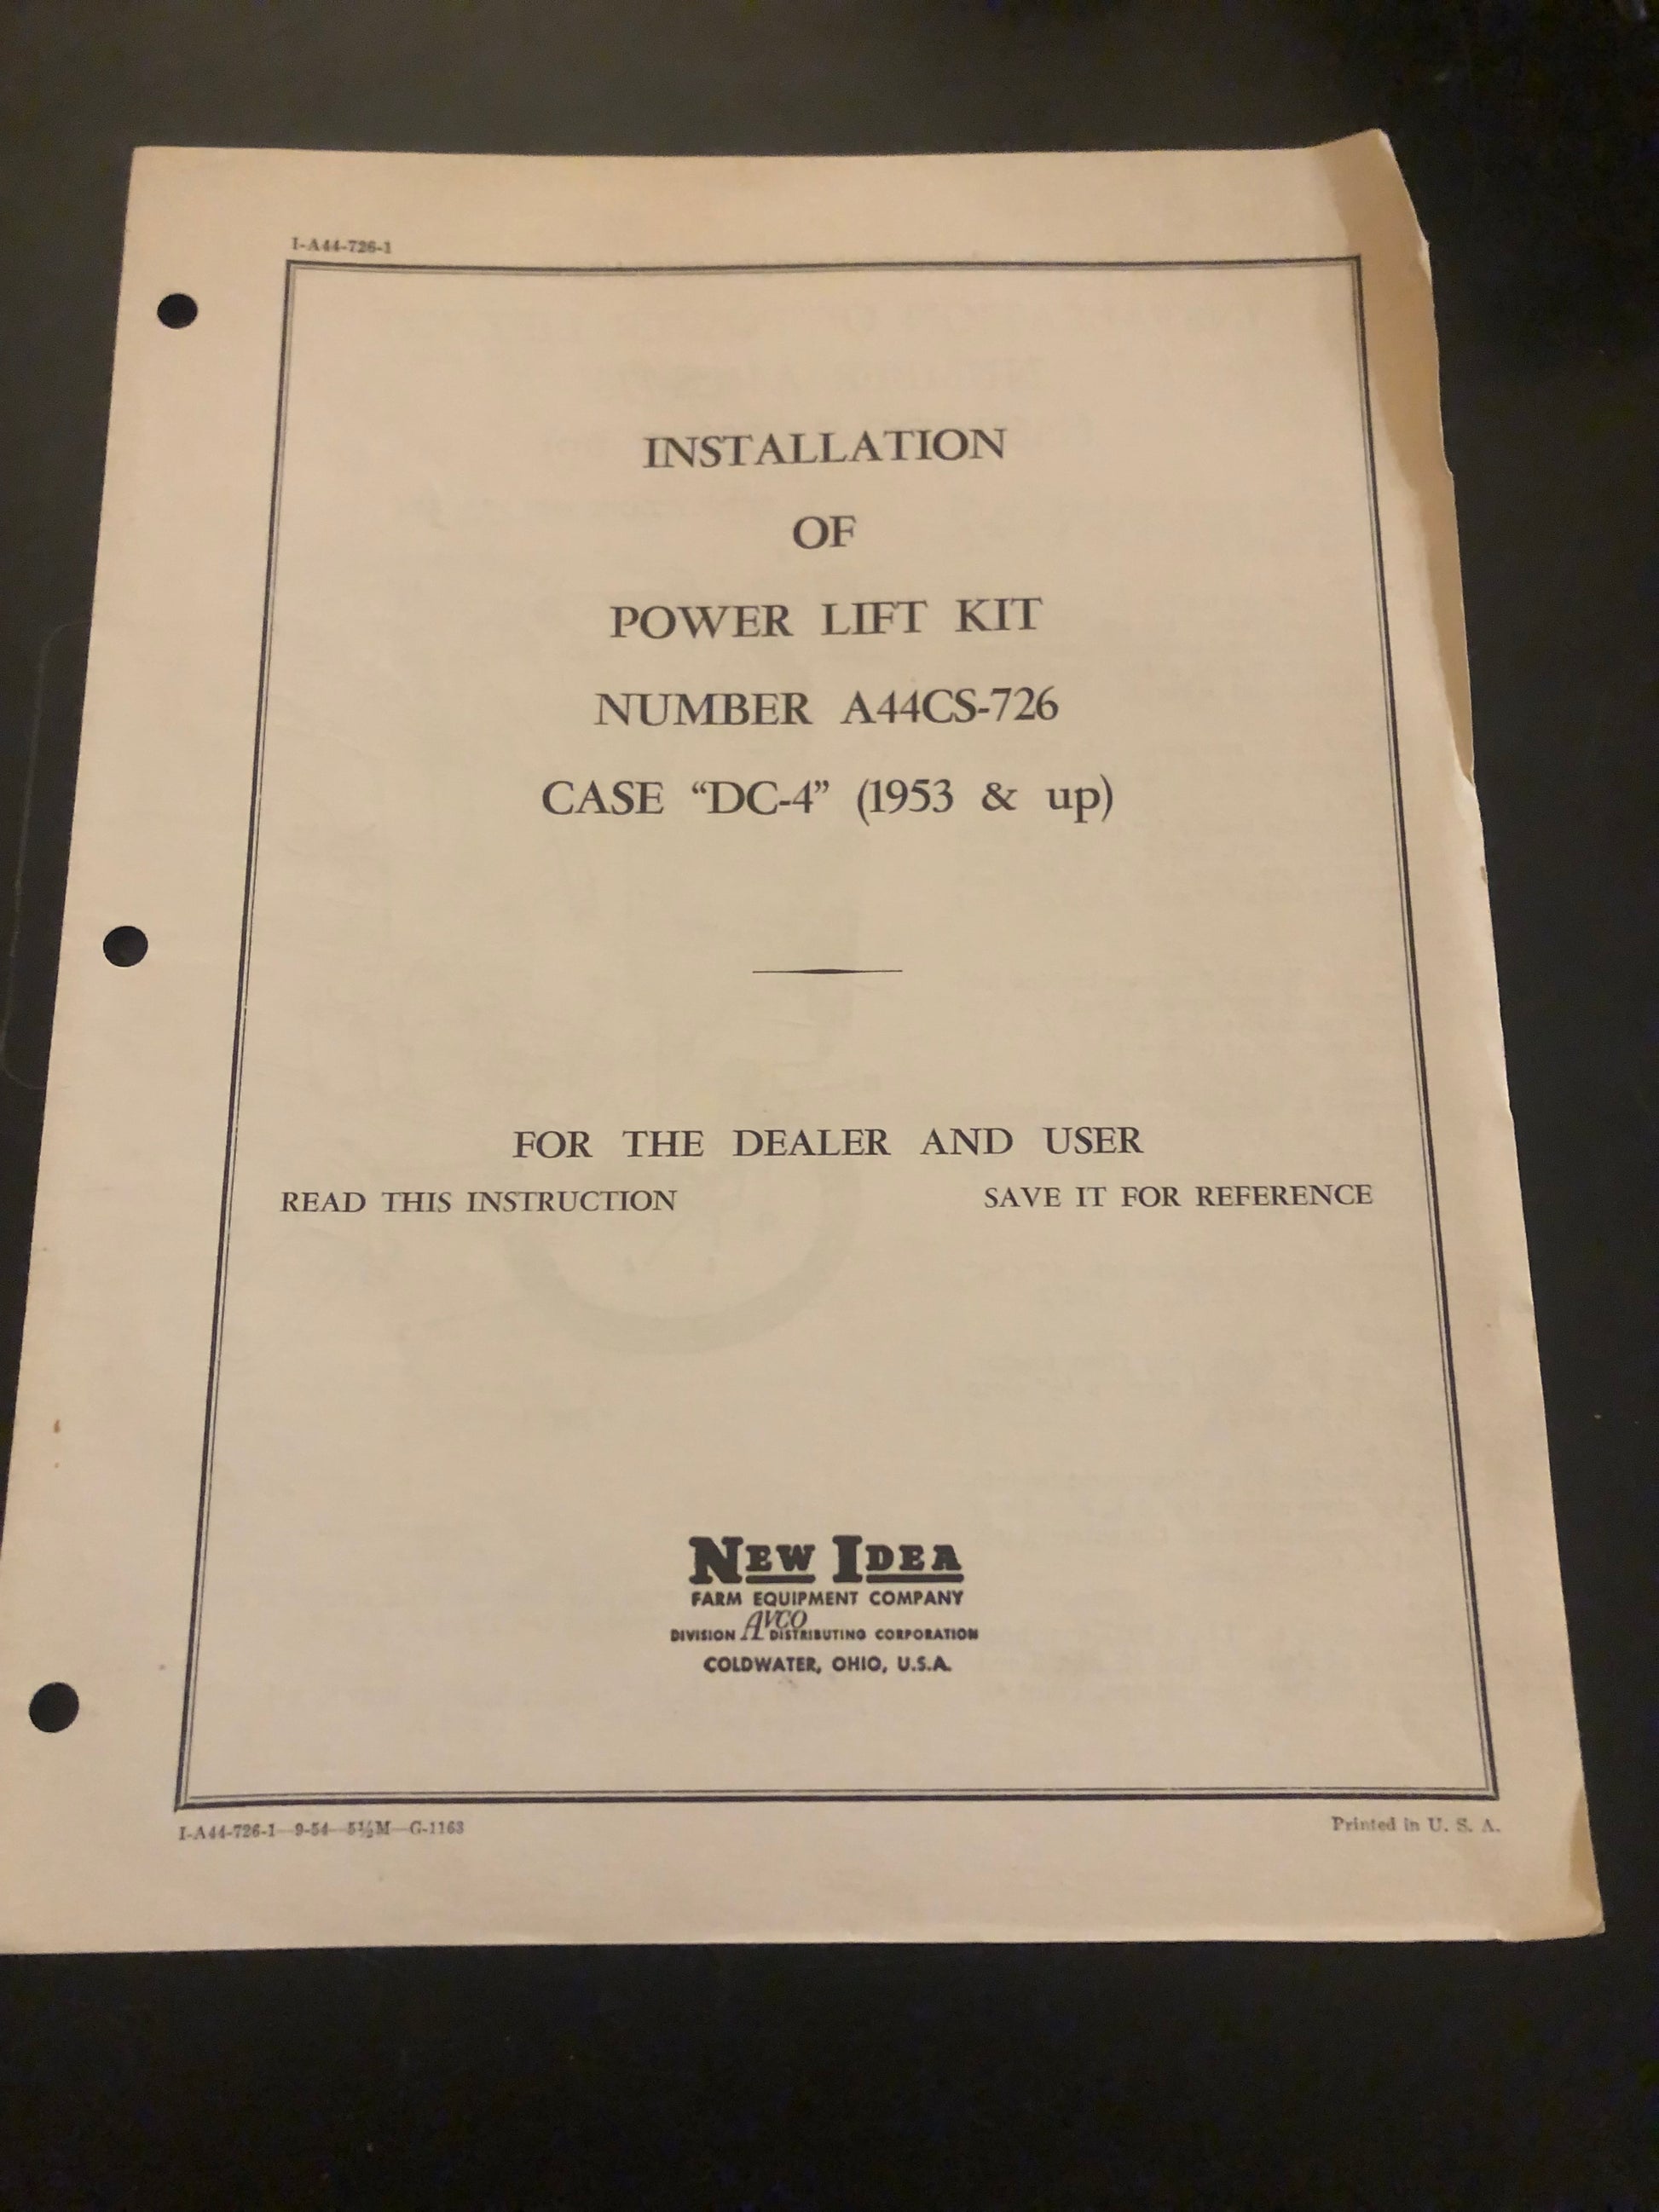 I-A44-726-1
INSTALLATION
OF
POWER LIFT KIT
NUMBER A44CS-726
CASE “DC-4” (1953 & up)
FOR THE DEALER AND USER
READ THIS INSTRUCTION SAVE IT FOR REFERENCE
NEW IDEA
FARM EQUIPMENT COMPANY
DIVISION AVCO DISTRIBUTING CORPORATION
COLDWATER, OHIO, U.S.A.
I-A44-726-1—9-54—5½M—G-1163 Printed in U. S. A.